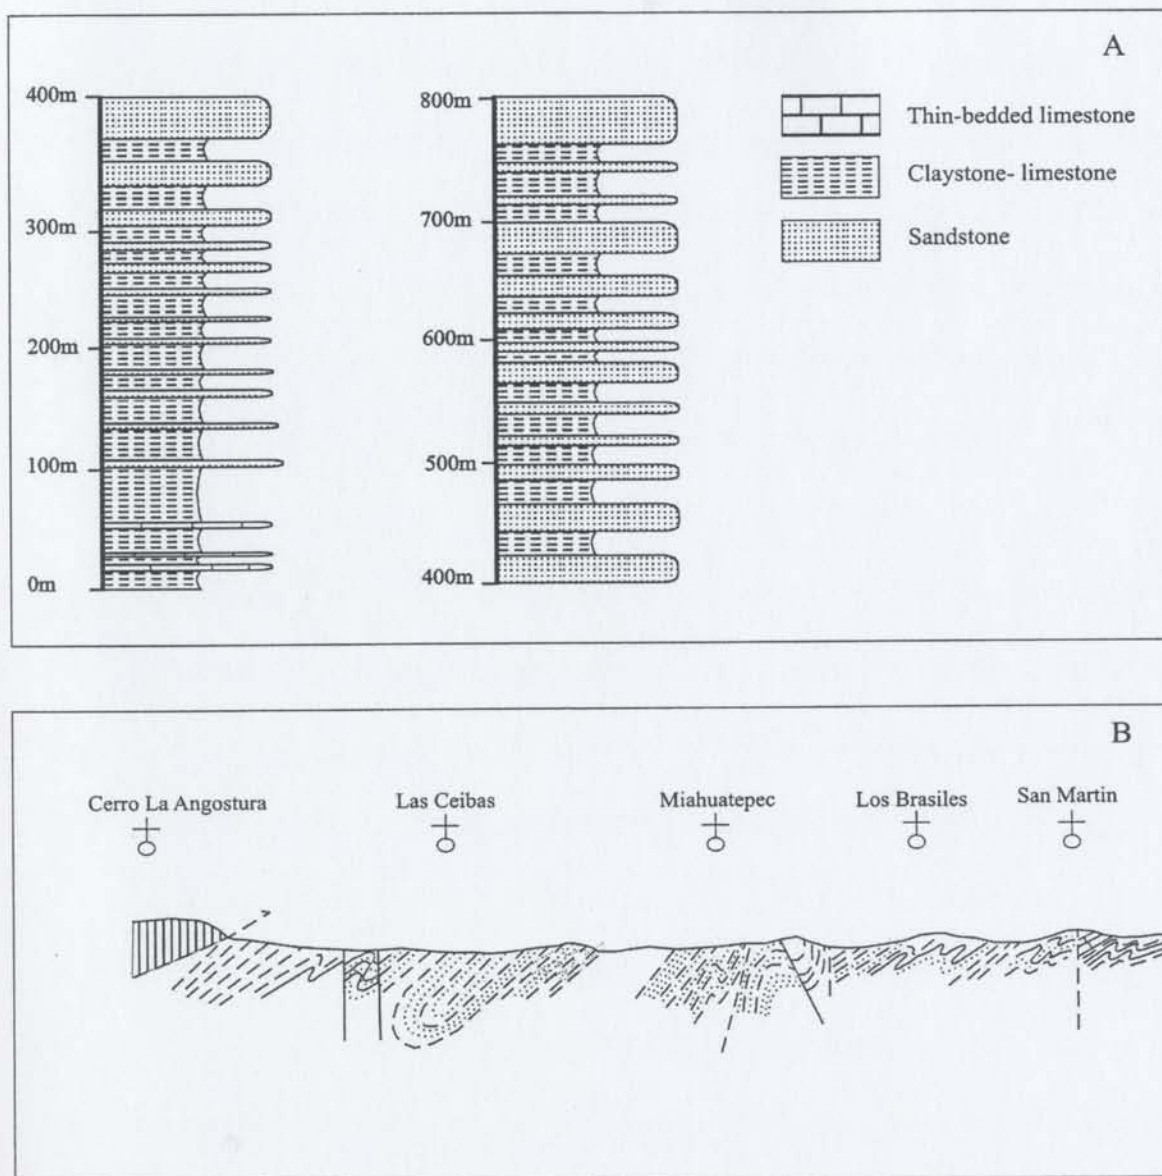 A
400m
300m
200m
100m
0m
800m
700m
600m
500m
400m
Thin-bedded limestone
Claystone- limestone
Sandstone
B
Cerro La Angostura
Las Ceibas
Miahuatepec
Los Brasiles
San Martin